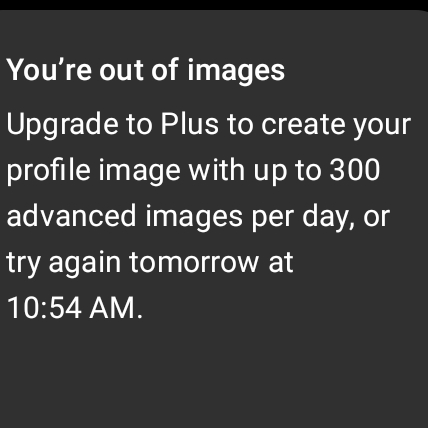 You’re out of images
Upgrade to Plus to create your
profile image with up to 300
advanced images per day, or
try again tomorrow at
10:54 AM.